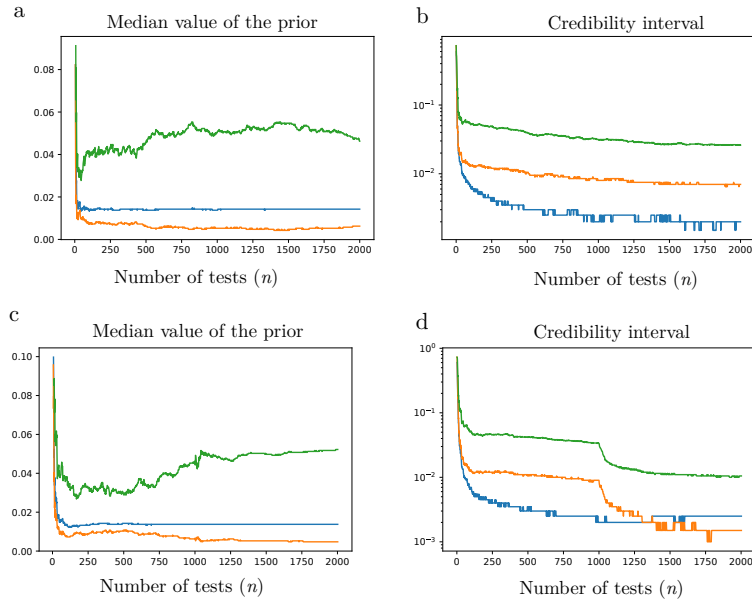 a
Median value of the prior
0.08
0.06
0.04
0.02
0.00
0 250 500 750 1000 1250 1500 1750 2000
Number of tests (n)
b
Credibility interval
10−1
10−2
0 250 500 750 1000 1250 1500 1750 2000
Number of tests (n)
c
Median value of the prior
0.10
0.08
0.06
0.04
0.02
0.00
0 250 500 750 1000 1250 1500 1750 2000
Number of tests (n)
d
Credibility interval
10⁰
10−1
10−2
10−3
0 250 500 750 1000 1250 1500 1750 2000
Number of tests (n)